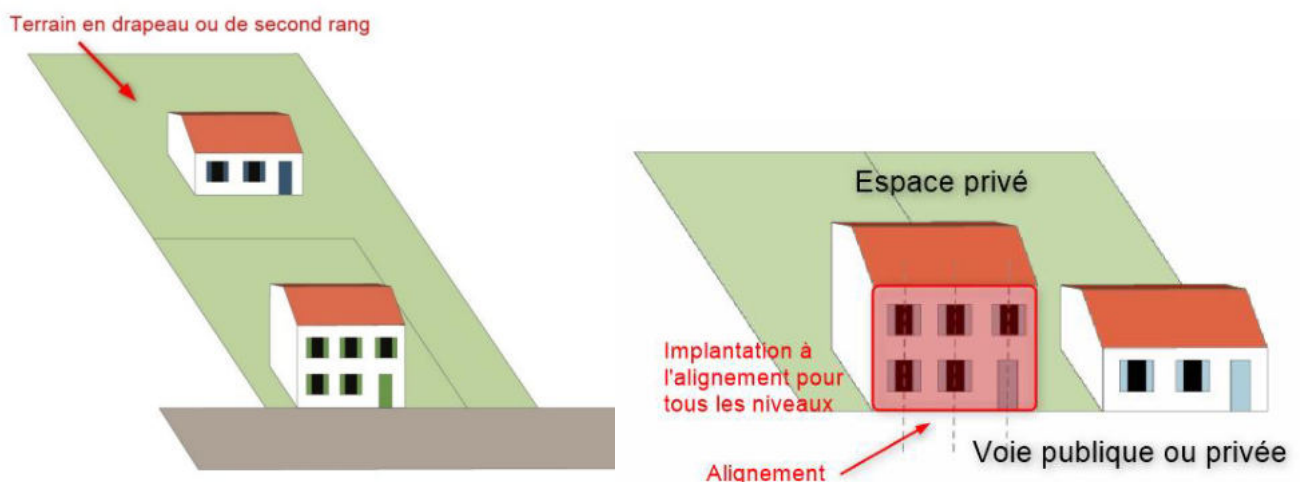 Terrain en drapeau ou de second rang
Espace privé
Implantation à
l'alignement pour
tous les niveaux
Voie publique ou privée
Alignement